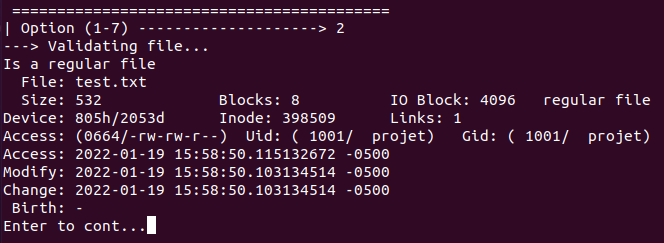 ===========================================
| Option (1-7) --------------------> 2
---> Validating file...
Is a regular file
  File: test.txt
  Size: 532             Blocks: 8          IO Block: 4096   regular file
Device: 805h/2053d      Inode: 398509      Links: 1
Access: (0664/-rw-rw-r--)  Uid: ( 1001/  projet)   Gid: ( 1001/  projet)
Access: 2022-01-19 15:58:50.115132672 -0500
Modify: 2022-01-19 15:58:50.103134514 -0500
Change: 2022-01-19 15:58:50.103134514 -0500
 Birth: -
Enter to cont...